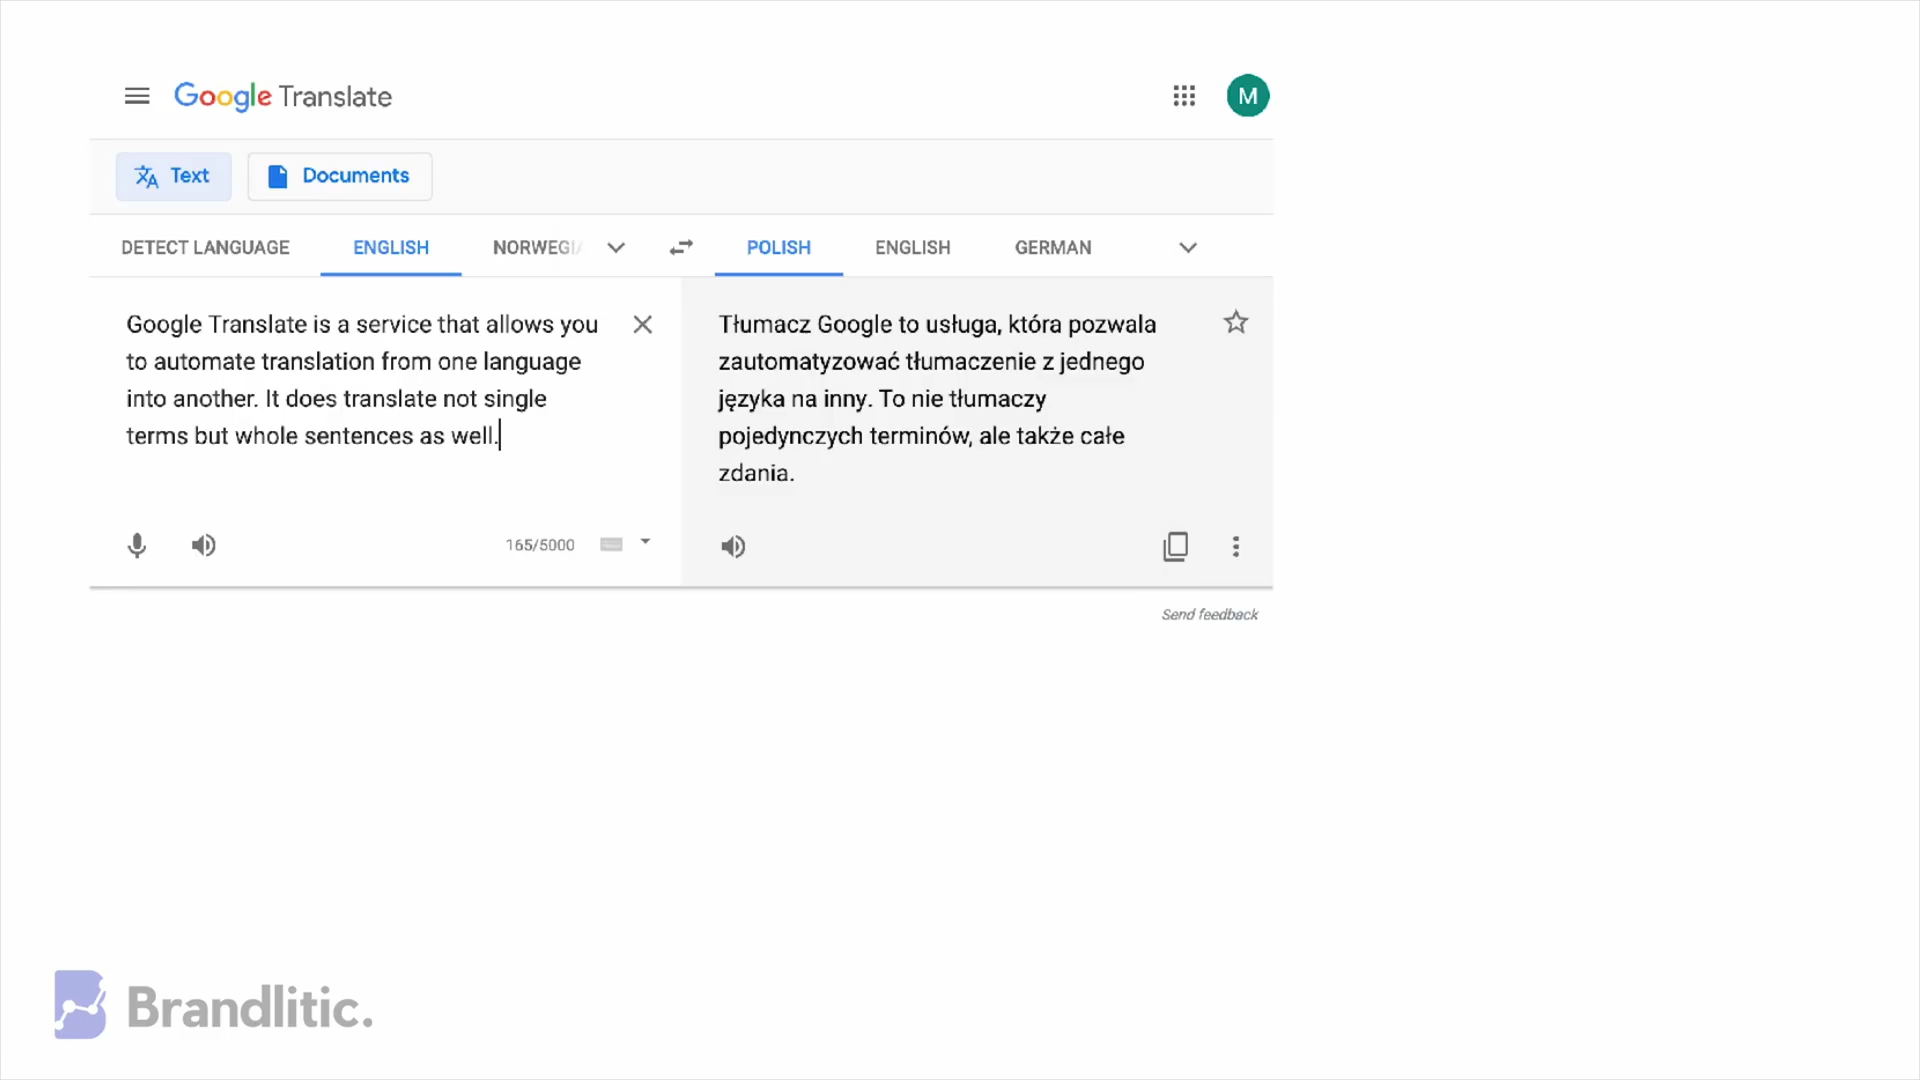 Google Translate
M
Text
Documents
DETECT LANGUAGE
ENGLISH
NORWEGIA
POLISH
ENGLISH
GERMAN
Google Translate is a service that allows you
to automate translation from one language
into another. It does translate not single
terms but whole sentences as well.
165/5000
Tłumacz Google to usługa, która pozwala
zautomatyzować tłumaczenie z jednego
języka na inny. To nie tłumaczy
pojedynczych terminów, ale także całe
zdania.
Send feedback
Brandlitic.